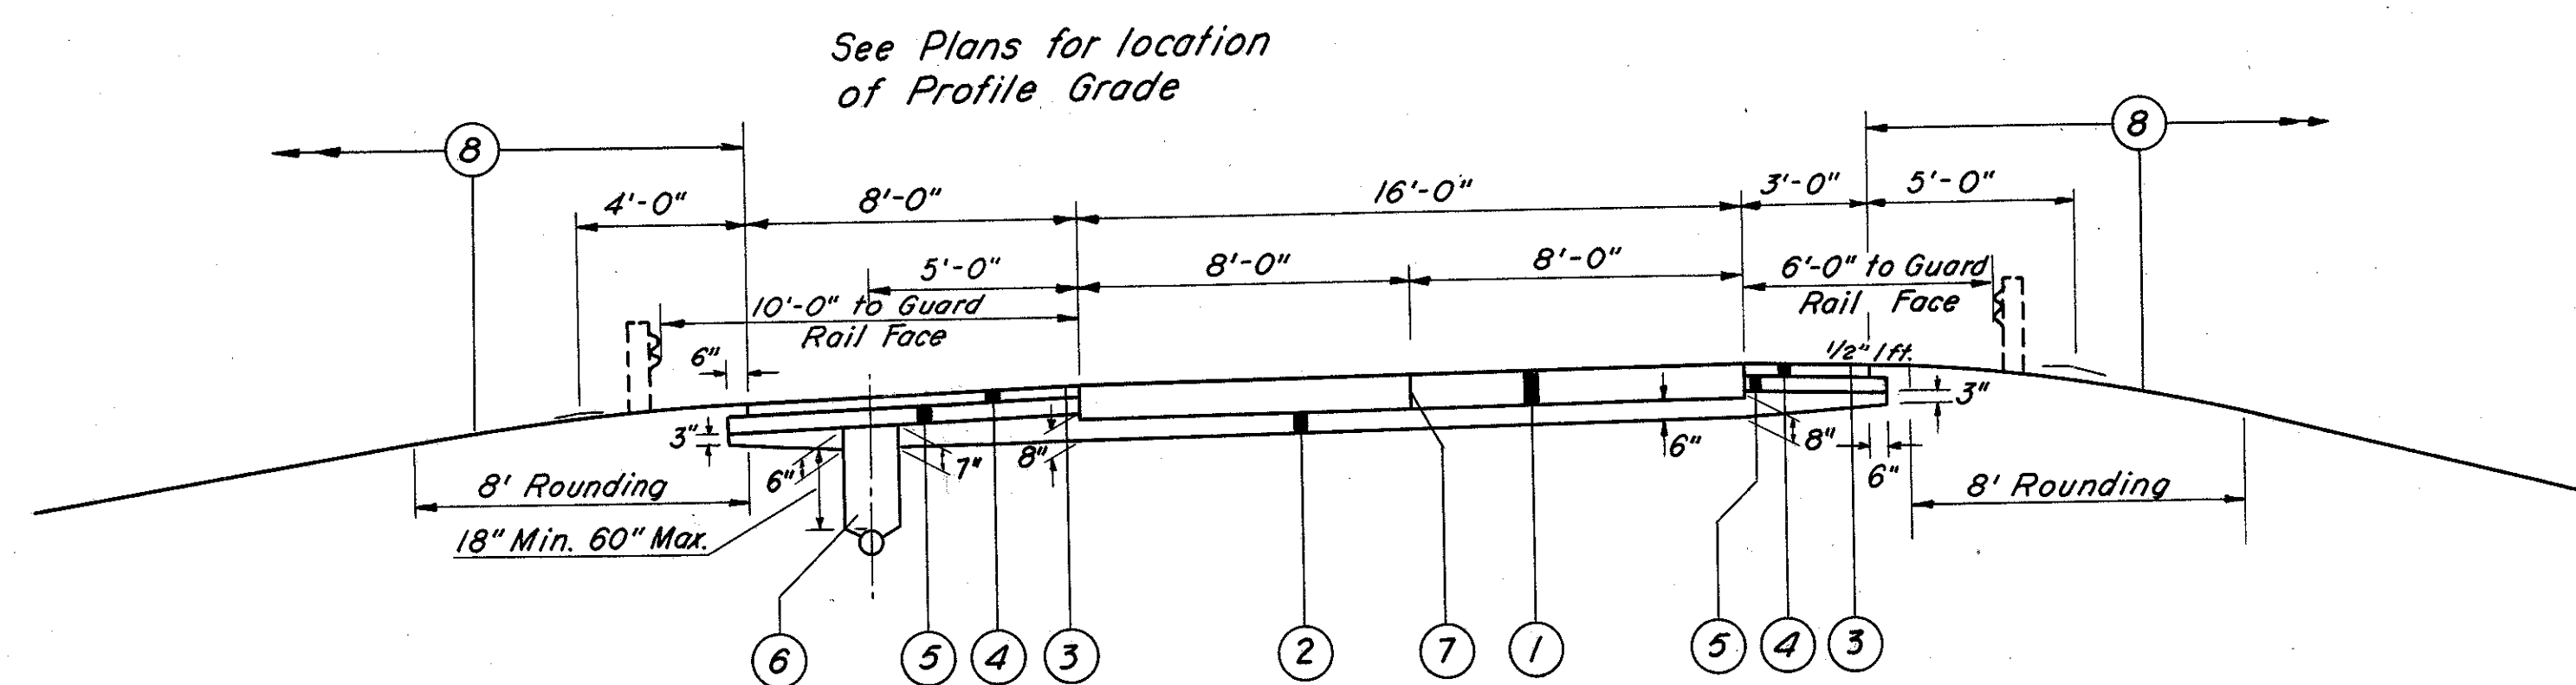 See Plans for location
of Profile Grade
8
8
4'-0"
8'-0"
16'-0"
3'-0"
5'-0"
5'-0"
8'-0"
8'-0"
6'-0" to Guard
Rail Face
10'-0" to Guard
Rail Face
6"
1/2" / ft.
3"
3"
6"
7"
8"
6"
8"
6"
8' Rounding
8' Rounding
18" Min. 60" Max.
6
5
4
3
2
7
1
5
4
3